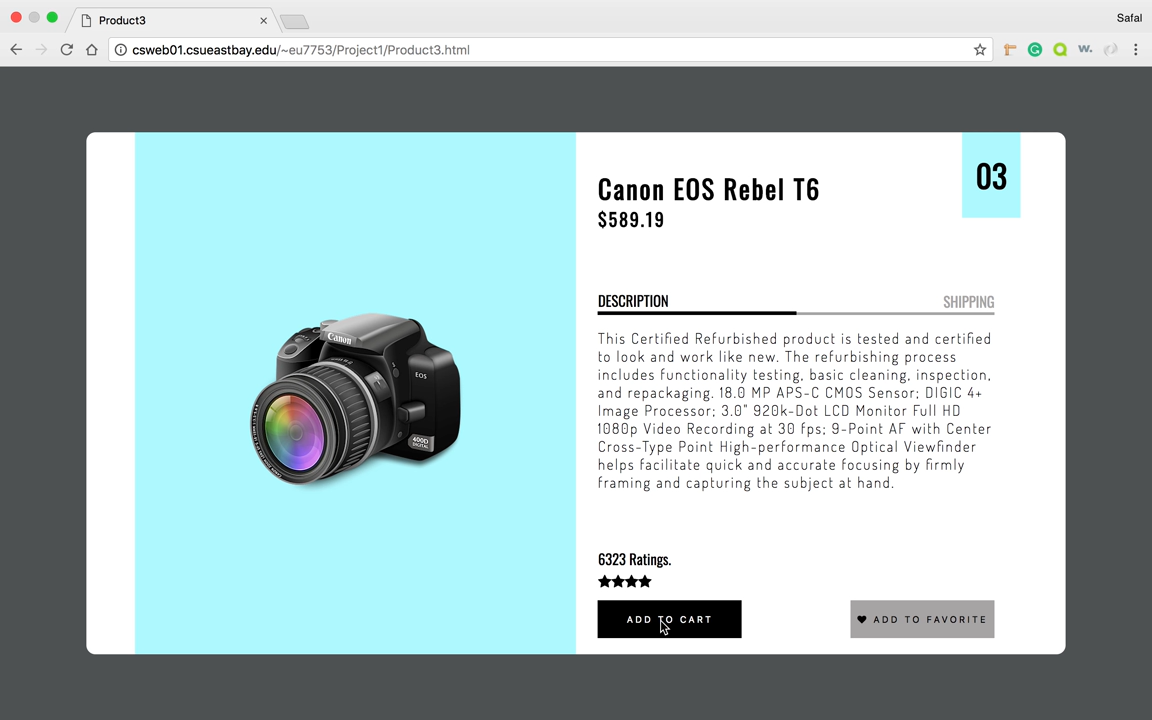 Product3
Safal
csweb01.csueastbay.edu/~eu7753/Project1/Product3.html
w.
03
Canon EOS Rebel T6
$589.19
DESCRIPTION
SHIPPING
This Certified Refurbished product is tested and certified
to look and work like new. The refurbishing process
includes functionality testing, basic cleaning, inspection,
and repackaging. 18.0 MP APS-C CMOS Sensor; DIGIC 4+
Image Processor; 3.0" 920k-Dot LCD Monitor Full HD
1080p Video Recording at 30 fps; 9-Point AF with Center
Cross-Type Point High-performance Optical Viewfinder
helps facilitate quick and accurate focusing by firmly
framing and capturing the subject at hand.
Canon
EOS
400D
DIGITAL
6323 Ratings.
ADD TO CART
ADD TO FAVORITE